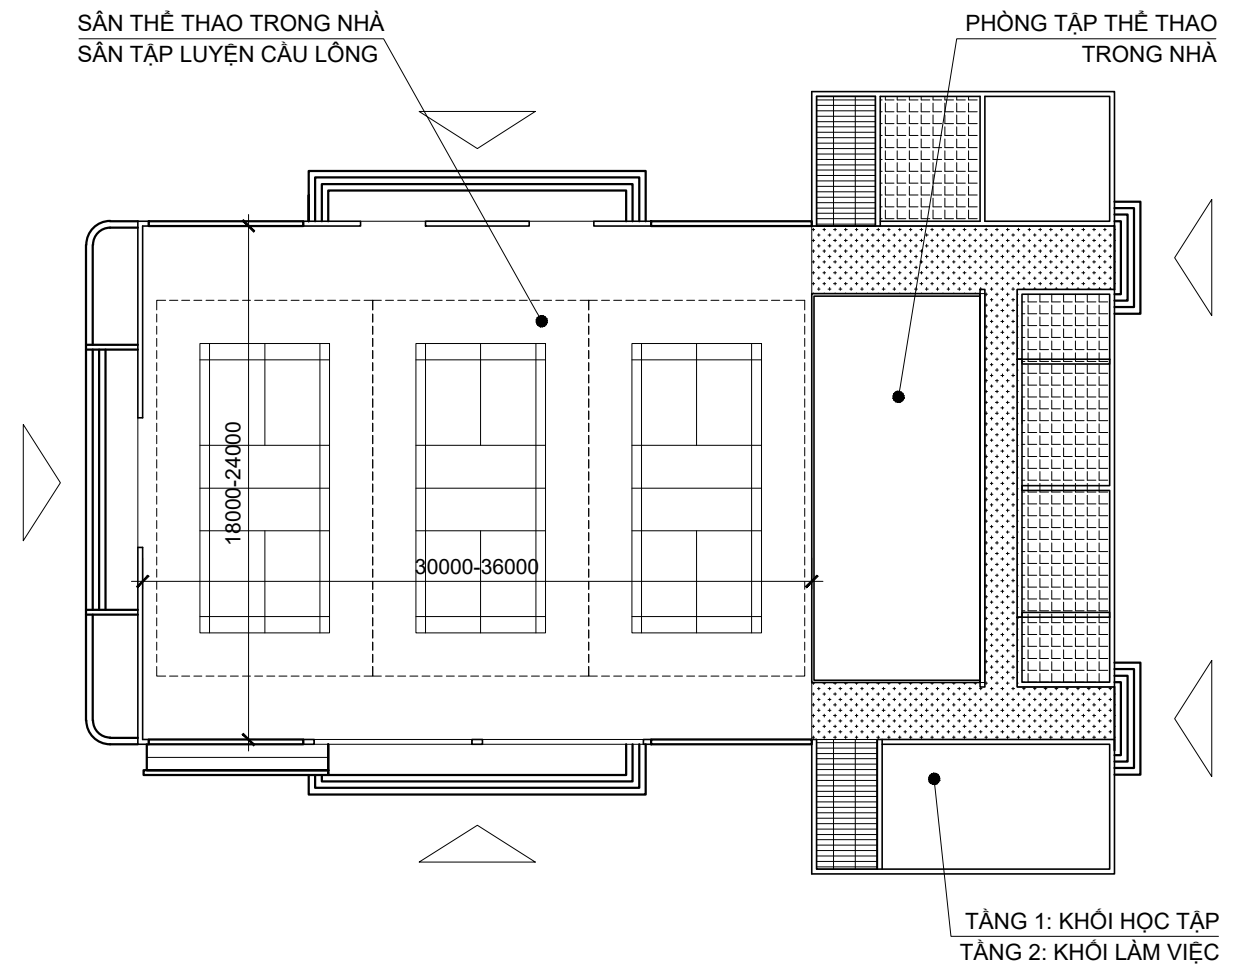 SÂN THỂ THAO TRONG NHÀ
SÂN TẬP LUYỆN CẦU LÔNG
PHÒNG TẬP THỂ THAO
TRONG NHÀ
18000-24000
30000-36000
TẦNG 1: KHỐI HỌC TẬP
TẦNG 2: KHỐI LÀM VIỆC